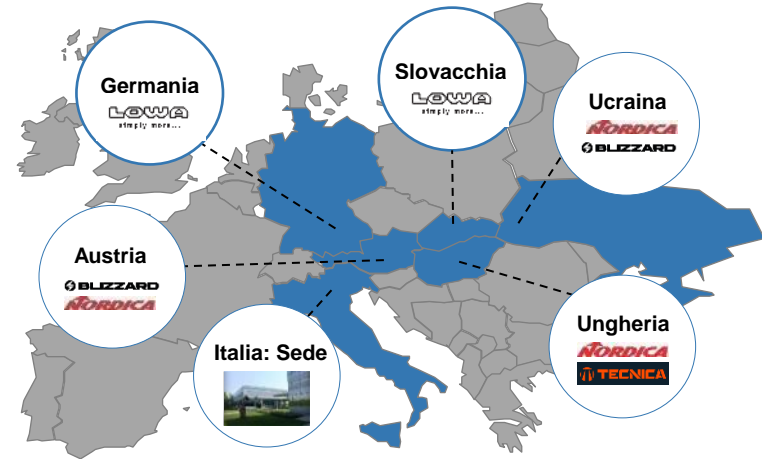 Germania
LOWA
simply more...
Slovacchia
LOWA
simply more...
Ucraina
NORDICA
BLIZZARD
Austria
BLIZZARD
NORDICA
Italia: Sede
Ungheria
NORDICA
TECNICA